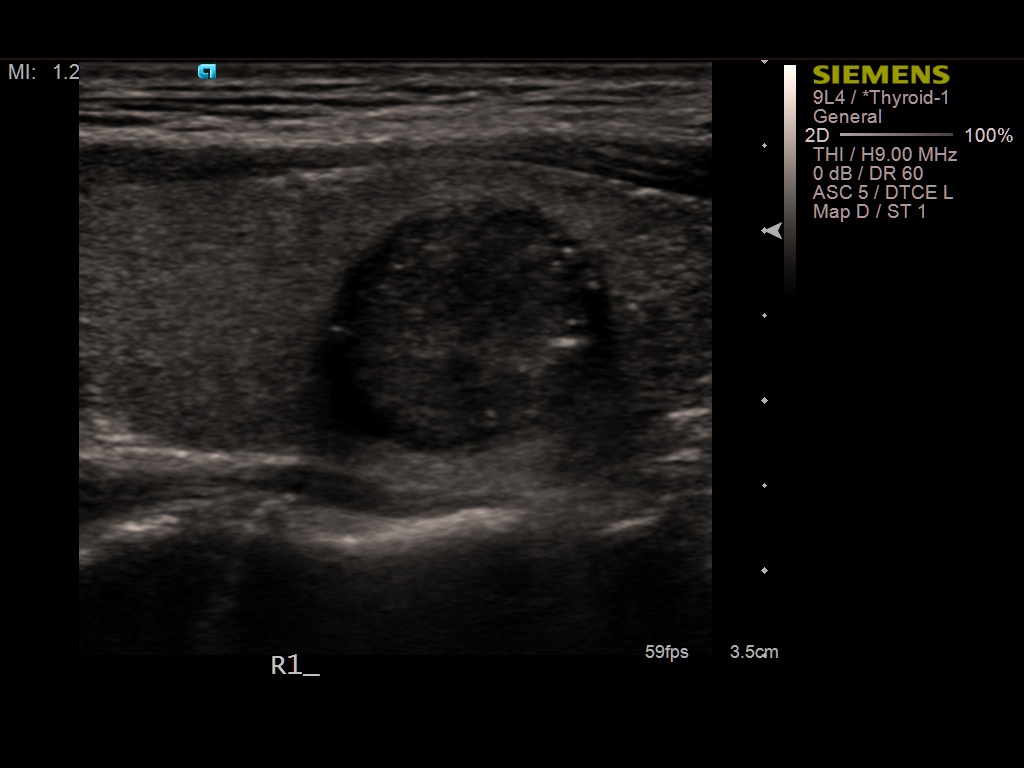 MI: 1.2
SIEMENS
9L4 / *Thyroid-1
General
2D 100%
THI / H9.00 MHz
0 dB / DR 60
ASC 5 / DTCE L
Map D / ST 1
59fps 3.5cm
R1_